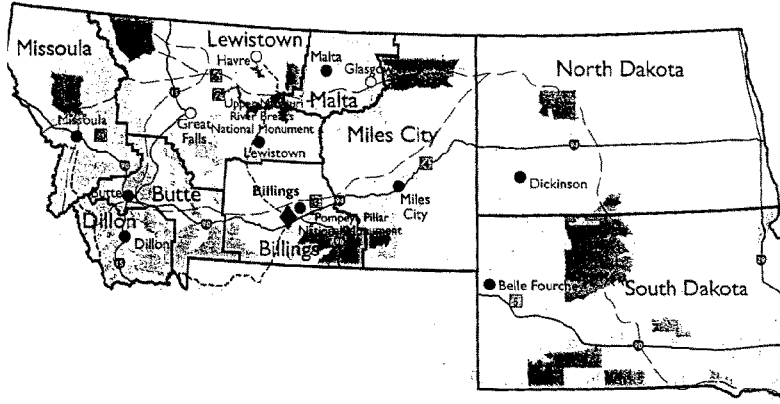 Missoula
Lewistown
Havre
Malta
Glasgow
North Dakota
Upper Missouri
River Breaks
National Monument
Malta
Missoula
Great
Falls
Miles City
Lewistown
Butte
Butte
Billings
Miles
City
Dickinson
Dillon
Dillon
Pompeys Pillar
National Monument
Billings
Belle Fourche
South Dakota